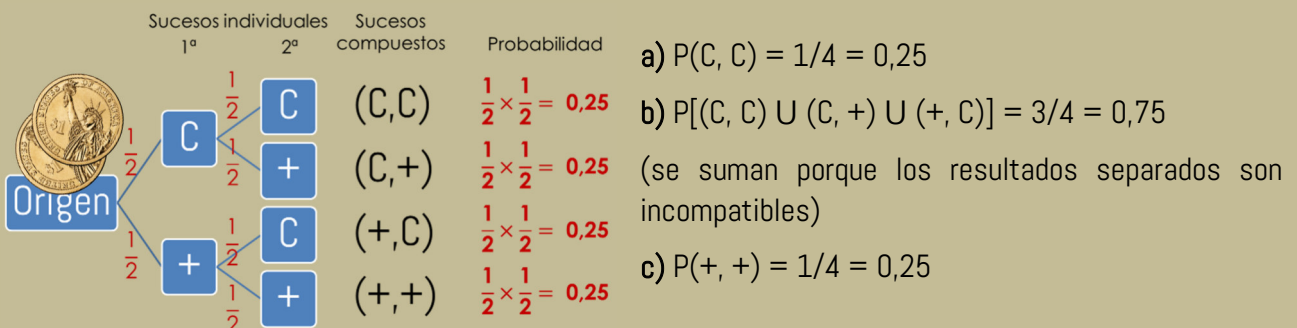 Sucesos individuales Sucesos
1ª 2ª compuestos Probabilidad
Origen
1/2 C
1/2 +
1/2 C (C,C) 1/2 × 1/2 = 0,25
1/2 + (C,+) 1/2 × 1/2 = 0,25
1/2 C (+,C) 1/2 × 1/2 = 0,25
1/2 + (+,+) 1/2 × 1/2 = 0,25
a) P(C, C) = 1/4 = 0,25
b) P[(C, C) U (C, +) U (+, C)] = 3/4 = 0,75
(se suman porque los resultados separados son
incompatibles)
c) P(+, +) = 1/4 = 0,25